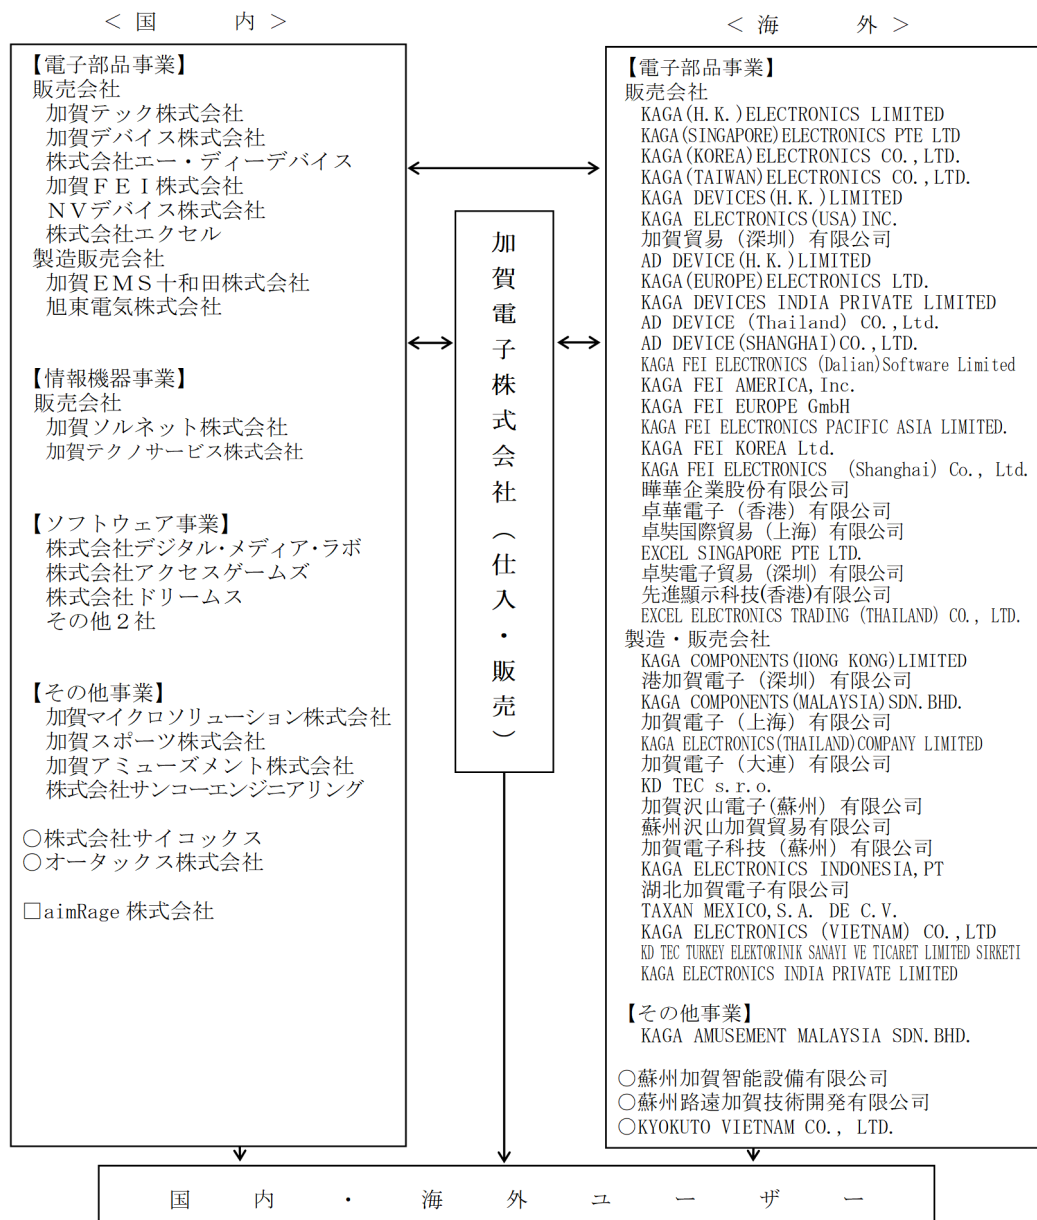 ＜ 国　　内 ＞
【電子部品事業】
販売会社
加賀テック株式会社
加賀デバイス株式会社
株式会社エー・ディーデバイス
加賀ＦＥＩ株式会社
ＮＶデバイス株式会社
株式会社エクセル
製造販売会社
加賀ＥＭＳ十和田株式会社
旭東電気株式会社
【情報機器事業】
販売会社
加賀ソルネット株式会社
加賀テクノサービス株式会社
【ソフトウェア事業】
株式会社デジタル・メディア・ラボ
株式会社アクセスゲームズ
株式会社ドリームス
その他２社
【その他事業】
加賀マイクロソリューション株式会社
加賀スポーツ株式会社
加賀アミューズメント株式会社
株式会社サンコーエンジニアリング
○株式会社サイコックス
○オータックス株式会社
□aimRage 株式会社
加賀電子株式会社（仕入・販売）
＜ 海　　外 ＞
【電子部品事業】
販売会社
KAGA(H.K.)ELECTRONICS LIMITED
KAGA(SINGAPORE)ELECTRONICS PTE LTD
KAGA(KOREA)ELECTRONICS CO.,LTD.
KAGA(TAIWAN)ELECTRONICS CO.,LTD.
KAGA DEVICES(H.K.)LIMITED
KAGA ELECTRONICS(USA)INC.
加賀貿易（深圳）有限公司
AD DEVICE(H.K.)LIMITED
KAGA(EUROPE)ELECTRONICS LTD.
KAGA DEVICES INDIA PRIVATE LIMITED
AD DEVICE (Thailand) CO.,Ltd.
AD DEVICE(SHANGHAI)CO.,LTD.
KAGA FEI ELECTRONICS (Dalian)Software Limited
KAGA FEI AMERICA,Inc.
KAGA FEI EUROPE GmbH
KAGA FEI ELECTRONICS PACIFIC ASIA LIMITED.
KAGA FEI KOREA Ltd.
KAGA FEI ELECTRONICS (Shanghai) Co., Ltd.
曄華企業股份有限公司
卓華電子（香港）有限公司
卓奘国際貿易（上海）有限公司
EXCEL SINGAPORE PTE LTD.
卓奘電子貿易（深圳）有限公司
先進顯示科技(香港)有限公司
EXCEL ELECTRONICS TRADING (THAILAND) CO., LTD.
製造・販売会社
KAGA COMPONENTS(HONG KONG)LIMITED
港加賀電子（深圳）有限公司
KAGA COMPONENTS(MALAYSIA)SDN.BHD.
加賀電子（上海）有限公司
KAGA ELECTRONICS(THAILAND)COMPANY LIMITED
加賀電子（大連）有限公司
KD TEC s.r.o.
加賀沢山電子(蘇州）有限公司
蘇州沢山加賀貿易有限公司
加賀電子科技（蘇州）有限公司
KAGA ELECTRONICS INDONESIA,PT
湖北加賀電子有限公司
TAXAN MEXICO,S.A. DE C.V.
KAGA ELECTRONICS (VIETNAM) CO.,LTD
KD TEC TURKEY ELEKTORINIK SANAYI VE TICARET LIMITED SIRKETI
KAGA ELECTRONICS INDIA PRIVATE LIMITED
【その他事業】
KAGA AMUSEMENT MALAYSIA SDN.BHD.
○蘇州加賀智能設備有限公司
○蘇州路遠加賀技術開発有限公司
○KYOKUTO VIETNAM CO., LTD.
国　内　・　海　外　ユ　ー　ザ　ー